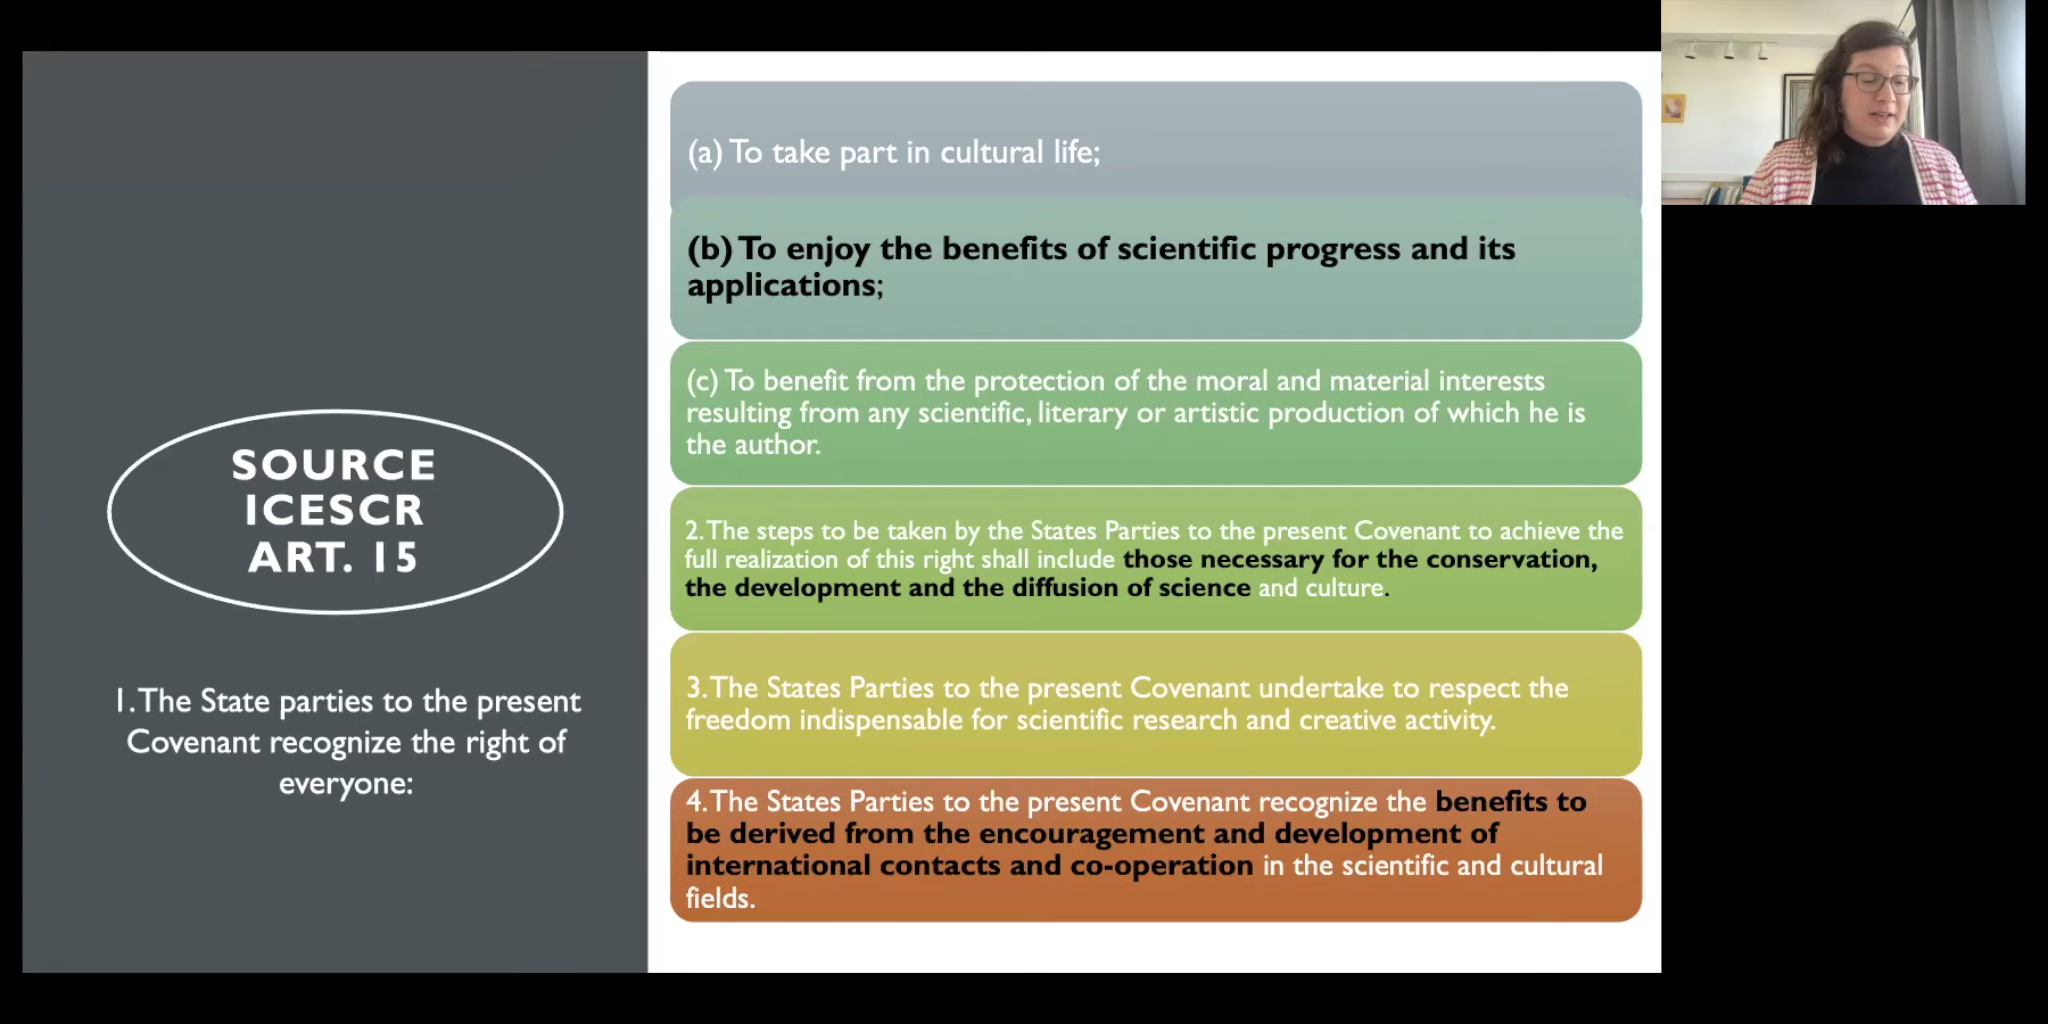 SOURCE
ICESCR
ART. 15
1. The State parties to the present
Covenant recognize the right of
everyone:
(a) To take part in cultural life;
(b) To enjoy the benefits of scientific progress and its
applications;
(c) To benefit from the protection of the moral and material interests
resulting from any scientific, literary or artistic production of which he is
the author.
2. The steps to be taken by the States Parties to the present Covenant to achieve the
full realization of this right shall include those necessary for the conservation,
the development and the diffusion of science and culture.
3. The States Parties to the present Covenant undertake to respect the
freedom indispensable for scientific research and creative activity.
4. The States Parties to the present Covenant recognize the benefits to
be derived from the encouragement and development of
international contacts and co-operation in the scientific and cultural
fields.